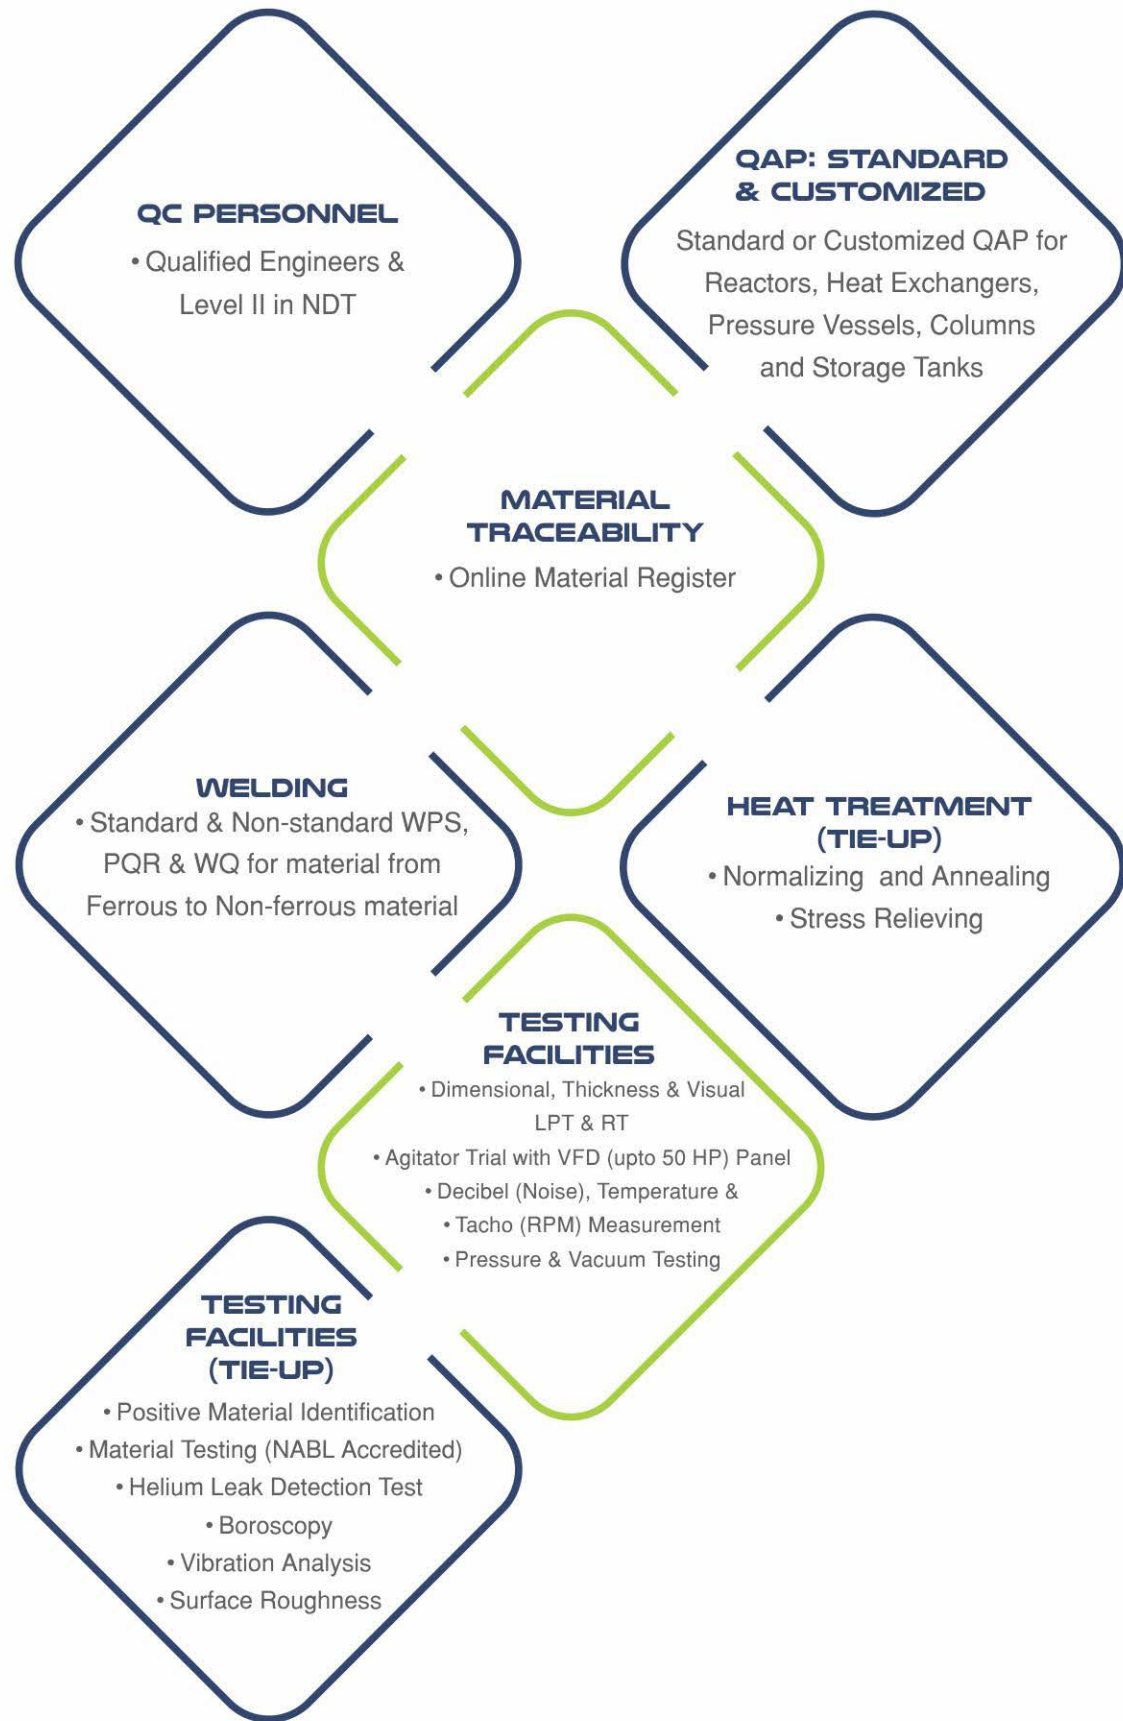 QC PERSONNEL
• Qualified Engineers &
Level II in NDT
QAP: STANDARD
& CUSTOMIZED
Standard or Customized QAP for
Reactors, Heat Exchangers,
Pressure Vessels, Columns
and Storage Tanks
MATERIAL
TRACEABILITY
• Online Material Register
WELDING
• Standard & Non-standard WPS,
PQR & WQ for material from
Ferrous to Non-ferrous material
HEAT TREATMENT
(TIE-UP)
• Normalizing and Annealing
• Stress Relieving
TESTING
FACILITIES
• Dimensional, Thickness & Visual
LPT & RT
• Agitator Trial with VFD (upto 50 HP) Panel
• Decibel (Noise), Temperature &
• Tacho (RPM) Measurement
• Pressure & Vacuum Testing
TESTING
FACILITIES
(TIE-UP)
• Positive Material Identification
• Material Testing (NABL Accredited)
• Helium Leak Detection Test
• Boroscopy
• Vibration Analysis
• Surface Roughness